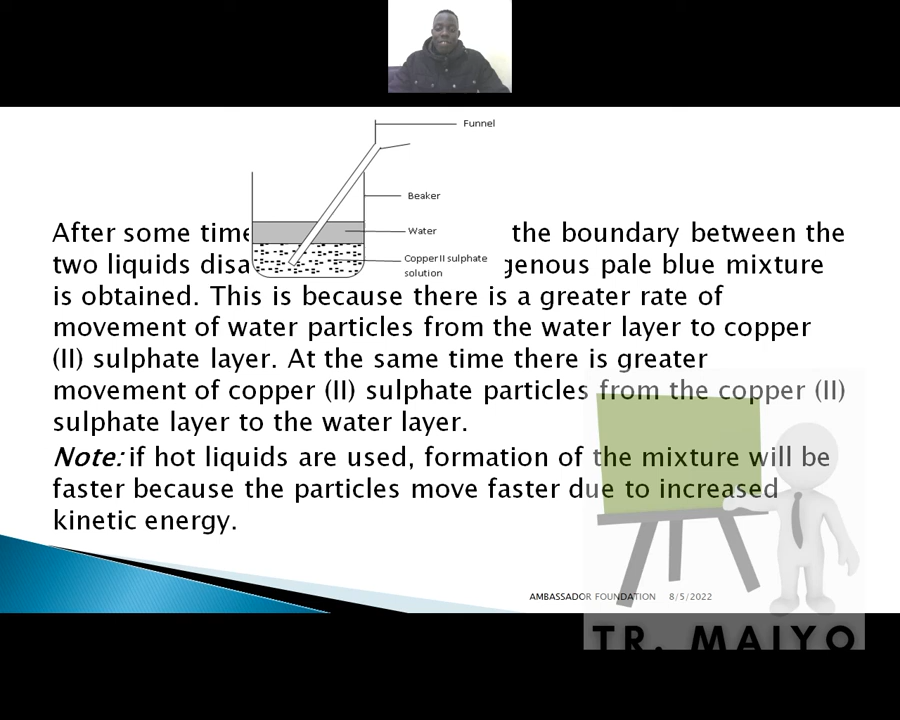 Funnel
Beaker
Water
Copper II sulphate
solution
After some time the boundary between the
two liquids pale blue mixture
is obtained. This is because there is a greater rate of
movement of water particles from the water layer to copper
(II) sulphate layer. At the same time there is greater
movement of copper (II) sulphate particles from the copper (II)
sulphate layer to the water layer.
Note: if hot liquids are used, formation of the mixture will be
faster because the particles move faster due to increased
kinetic energy.
AMBASSADOR FOUNDATION 8/5/2022
TR. MAIYO